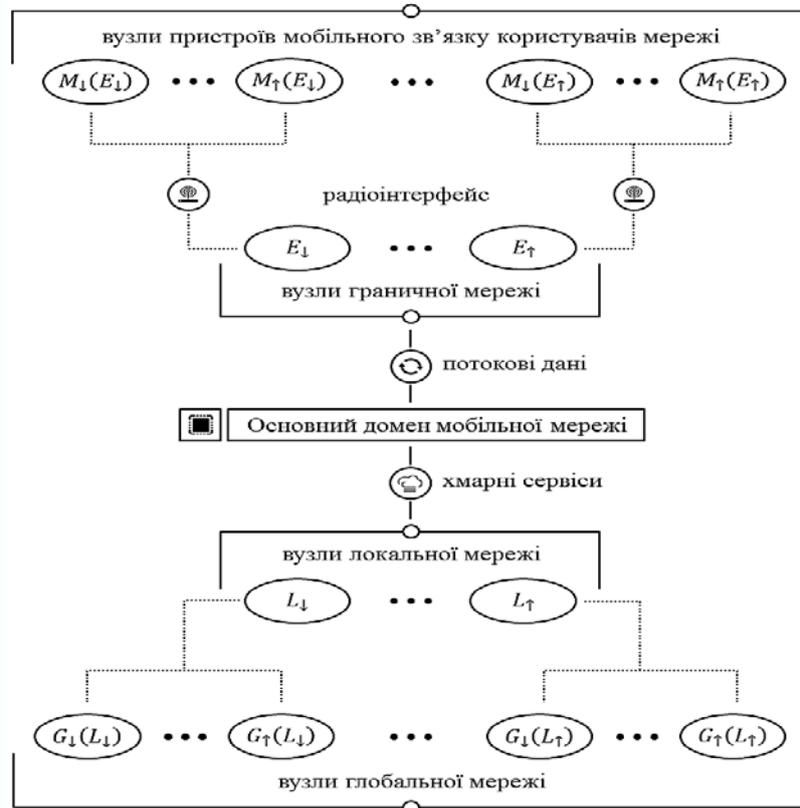 вузли пристроїв мобільного зв’язку користувачів мережі
M↓(E↓) ••• M↑(E↓) ••• M↓(E↑) ••• M↑(E↑)
радіоінтерфейс
E↓ ••• E↑
вузли граничної мережі
потокові дані
Основний домен мобільної мережі
хмарні сервіси
вузли локальної мережі
L↓ ••• L↑
G↓(L↓) ••• G↑(L↓) ••• G↓(L↑) ••• G↑(L↑)
вузли глобальної мережі